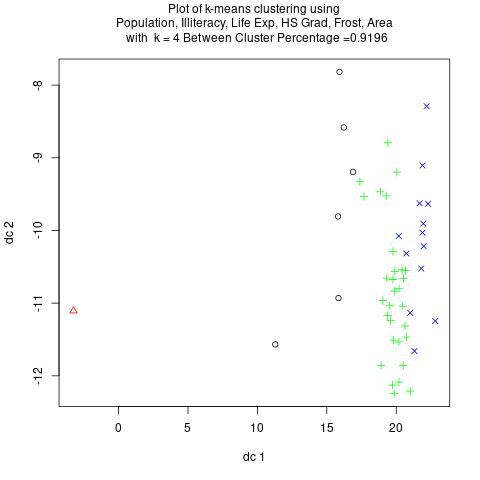 Plot of k-means clustering using
Population, Illiteracy, Life Exp, HS Grad, Frost, Area
with  k = 4 Between Cluster Percentage =0.9196
-8
-9
-10
-11
-12
dc 2
0 5 10 15 20
dc 1